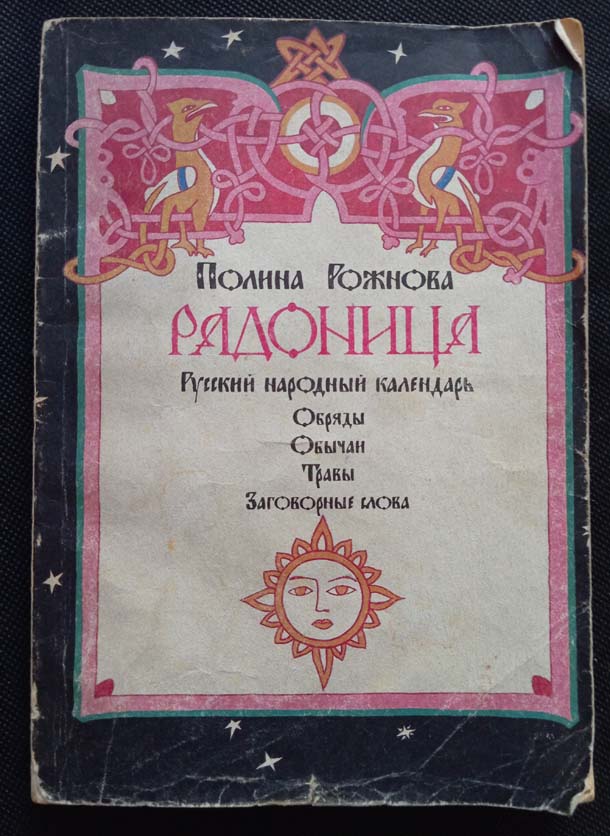 Полина Рожнова
РАДОНИЦА
Русский народный календарь
Обряды
Обычаи
Травы
Заговорные слова